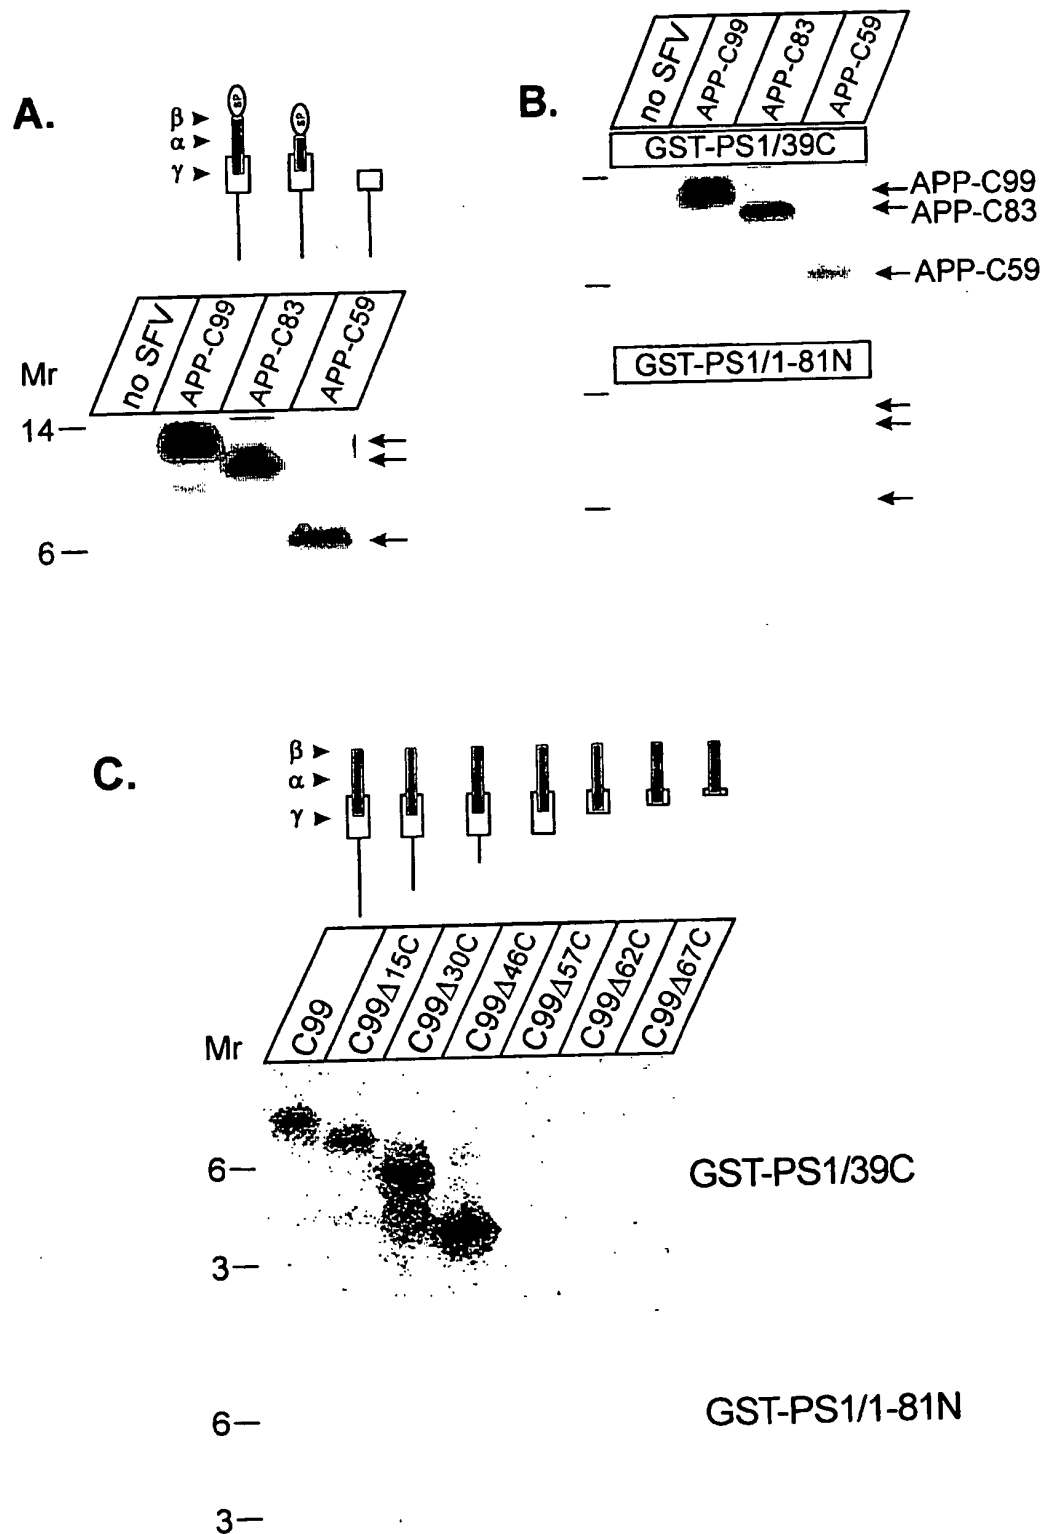 A.
β
α
γ
SP
SP
no SFV
APP-C99
APP-C83
APP-C59
Mr
14
6
B.
no SFV
APP-C99
APP-C83
APP-C59
GST-PS1/39C
APP-C99
APP-C83
APP-C59
GST-PS1/1-81N
C.
β
α
γ
C99
C99Δ15C
C99Δ30C
C99Δ46C
C99Δ57C
C99Δ62C
C99Δ67C
Mr
6
GST-PS1/39C
3
6
GST-PS1/1-81N
3